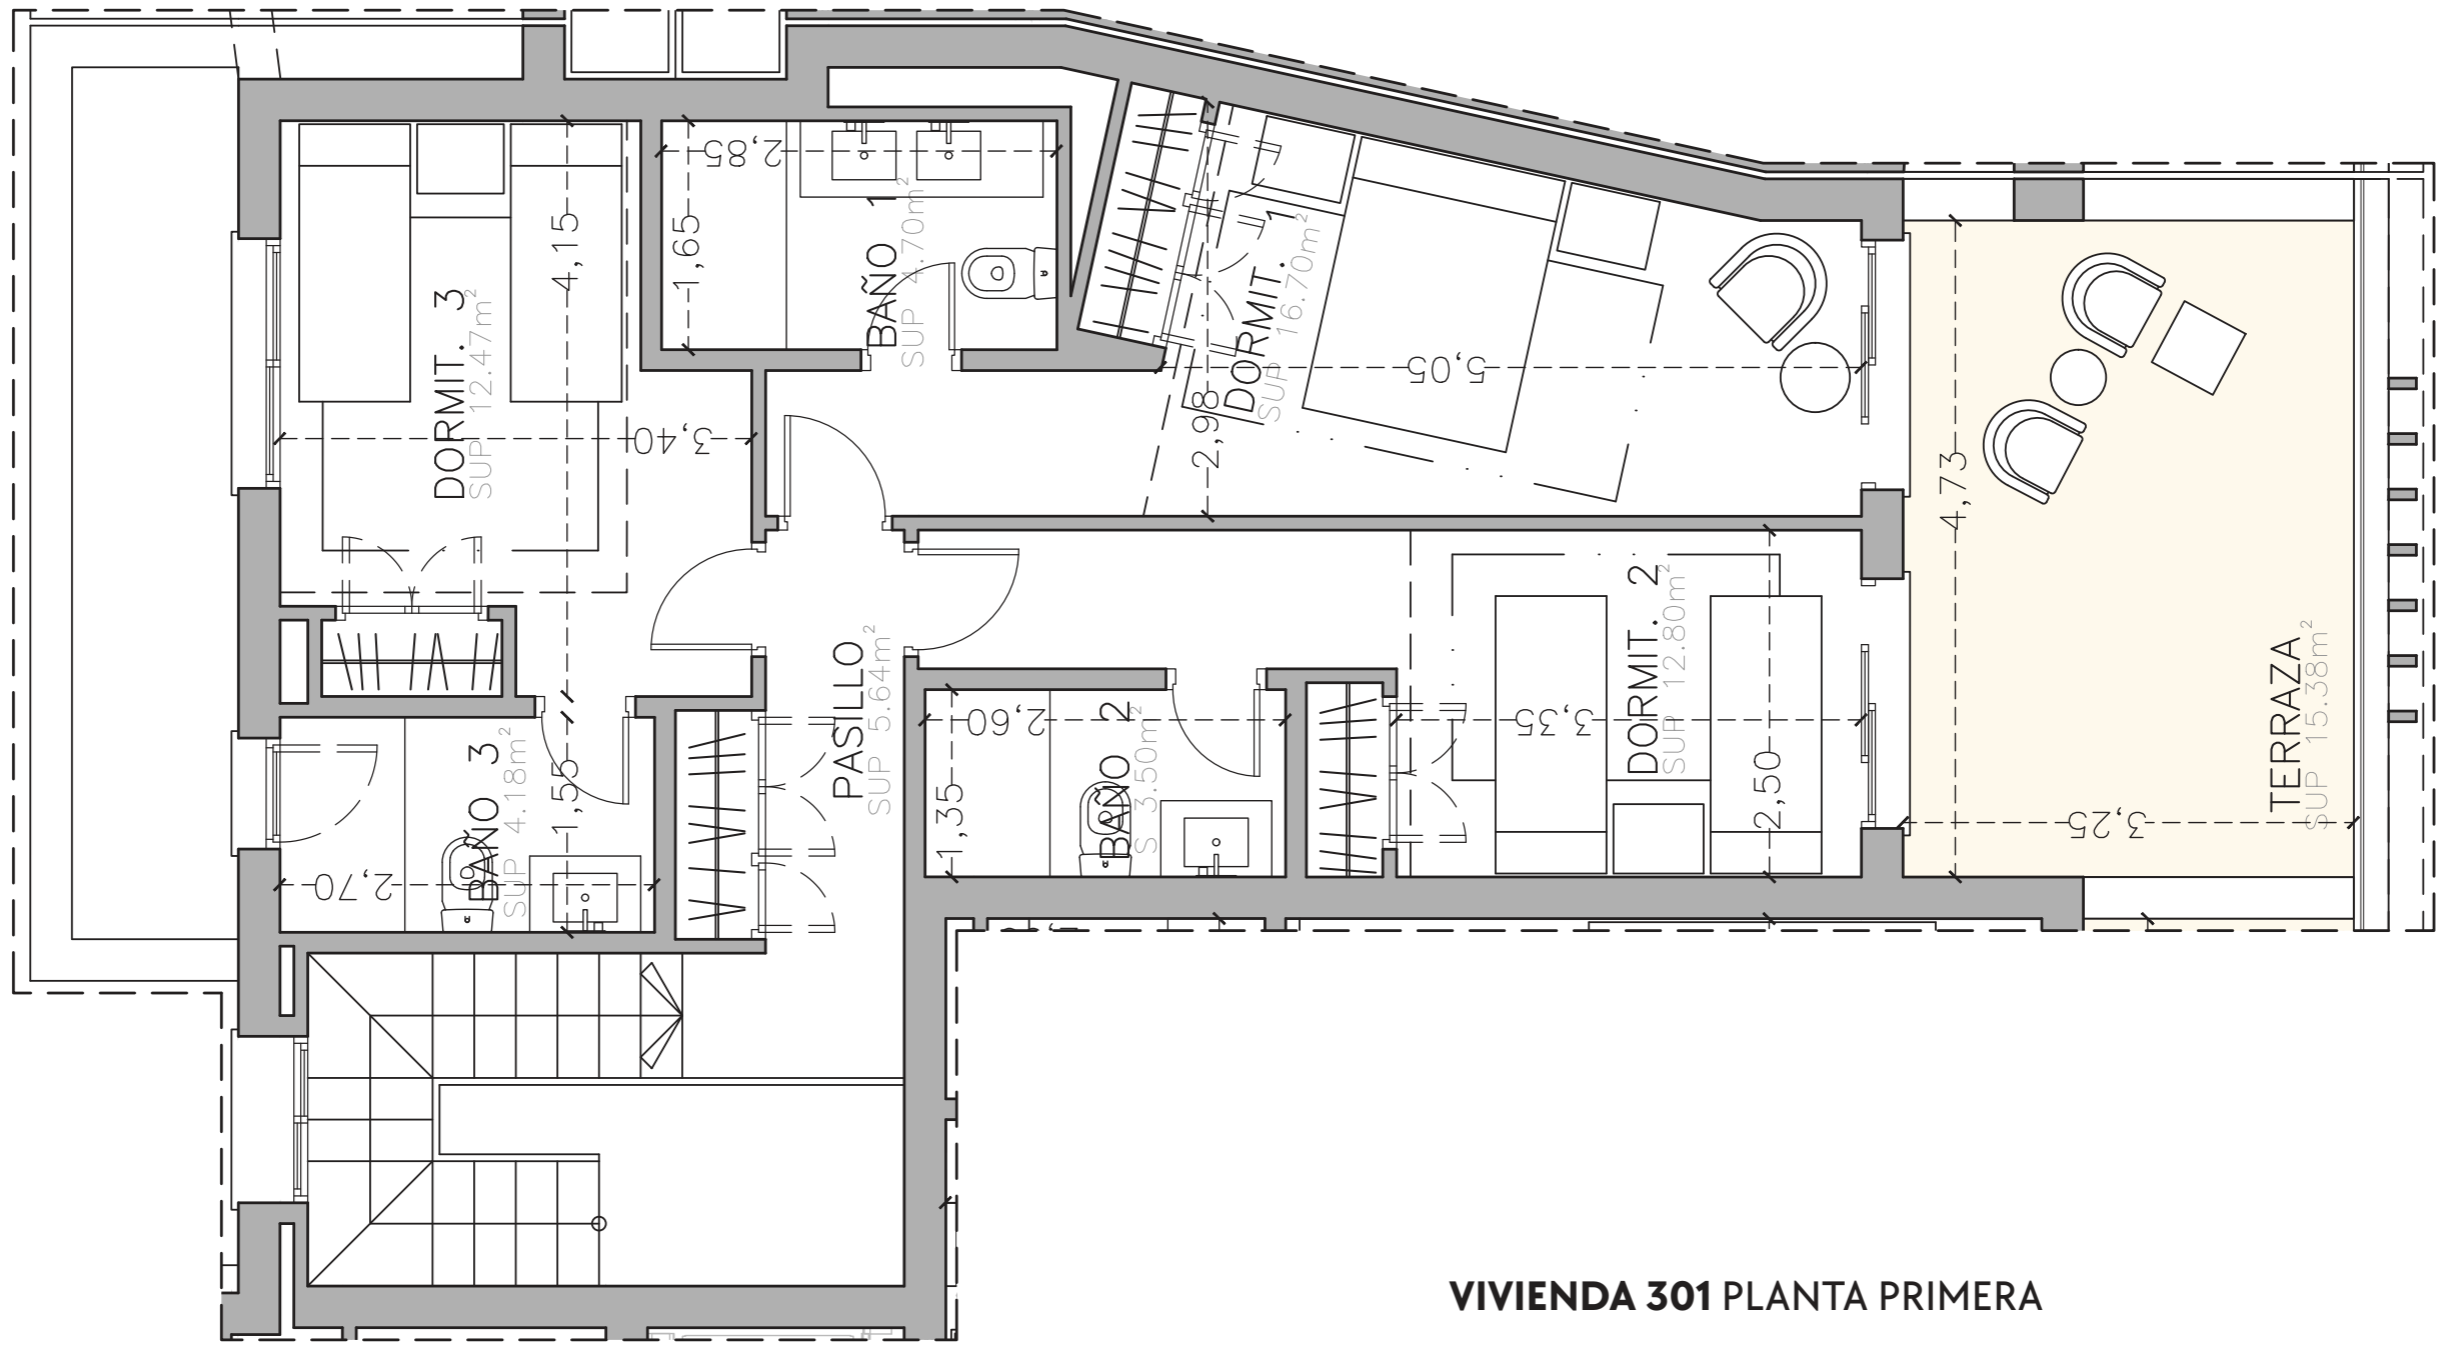 2,85
4,15
1,65
BAÑO 1
SUP 4.70m²
DORMIT. 1
SUP 16.70m²
DORMIT. 3
SUP 12.47m²
3,40
5,05
2,98
4,73
PASILLO
SUP 5.64m²
DORMIT. 2
SUP 12.80m²
TERRAZA
SUP 15.38m²
2,60
3,35
BAÑO 2
S 3.50m²
1,35
2,50
3,25
BAÑO 3
SUP 4.18m²
1,55
2,70
VIVIENDA 301 PLANTA PRIMERA